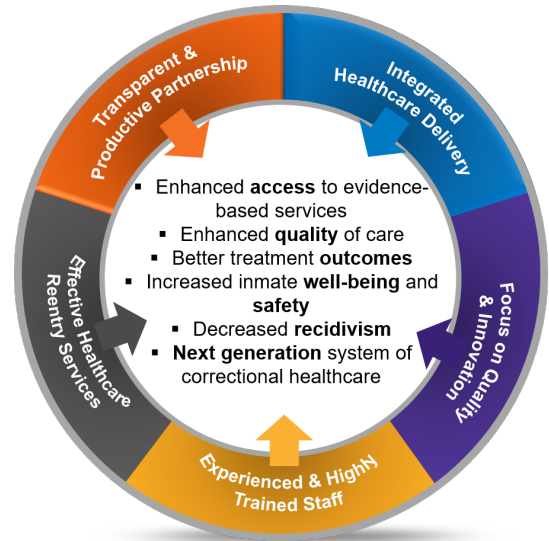 Transparent &
Productive Partnership
Integrated
Healthcare Delivery
Focus on Quality
& Innovation
Experienced & Highly
Trained Staff
Effective Healthcare
Reentry Services
▪ Enhanced access to evidence-
based services
▪ Enhanced quality of care
▪ Better treatment outcomes
▪ Increased inmate well-being and
safety
▪ Decreased recidivism
▪ Next generation system of
correctional healthcare